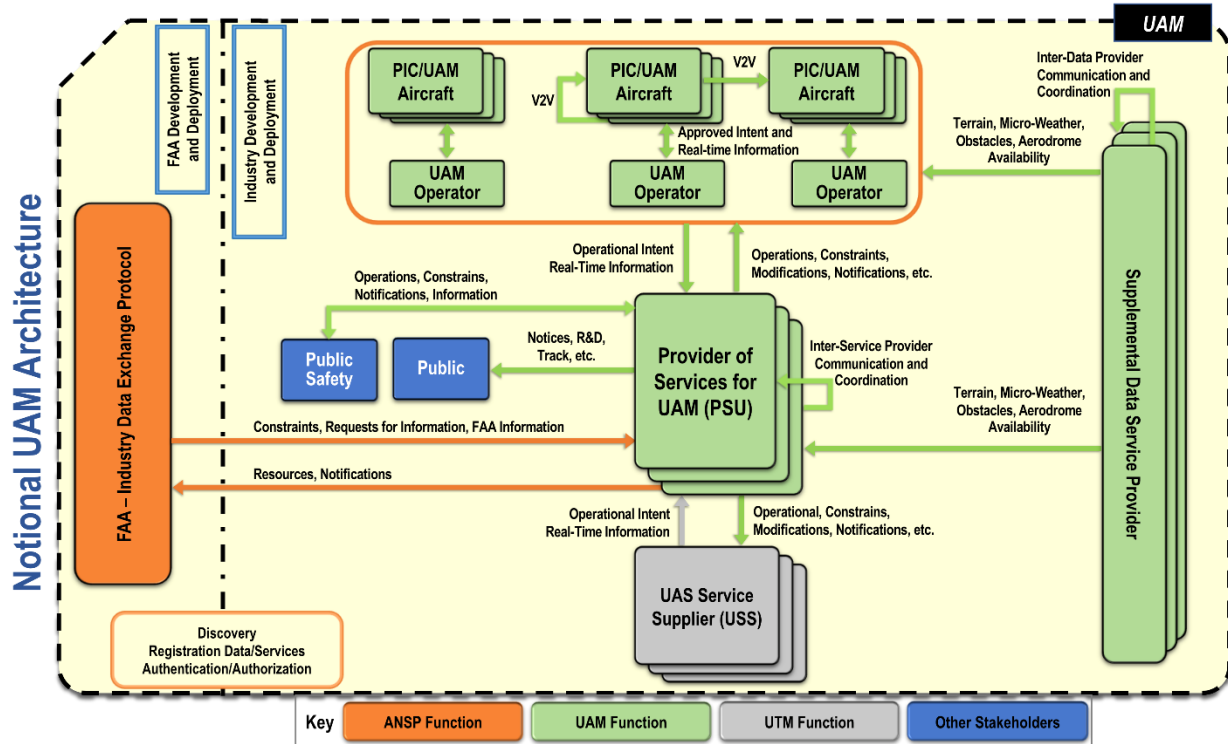 UAM
Notional UAM Architecture
FAA Development
and Deployment
Industry Development
and Deployment
PIC/UAM
Aircraft
V2V
PIC/UAM
Aircraft
V2V
PIC/UAM
Aircraft
Approved Intent and
Real-time Information
UAM
Operator
UAM
Operator
UAM
Operator
Inter-Data Provider
Communication and
Coordination
Terrain, Micro-Weather,
Obstacles, Aerodrome
Availability
Supplemental Data Service Provider
Operational Intent
Real-Time Information
Operations, Constraints,
Modifications, Notifications, etc.
Operations, Constrains,
Notifications, Information
Public
Safety
Public
Notices, R&D,
Track, etc.
Provider of
Services for
UAM (PSU)
Inter-Service Provider
Communication and
Coordination
Terrain, Micro-Weather,
Obstacles, Aerodrome
Availability
FAA – Industry Data Exchange Protocol
Constraints, Requests for Information, FAA Information
Resources, Notifications
Operational Intent
Real-Time Information
Operational, Constrains,
Modifications, Notifications, etc.
UAS Service
Supplier (USS)
Discovery
Registration Data/Services
Authentication/Authorization
Key
ANSP Function
UAM Function
UTM Function
Other Stakeholders